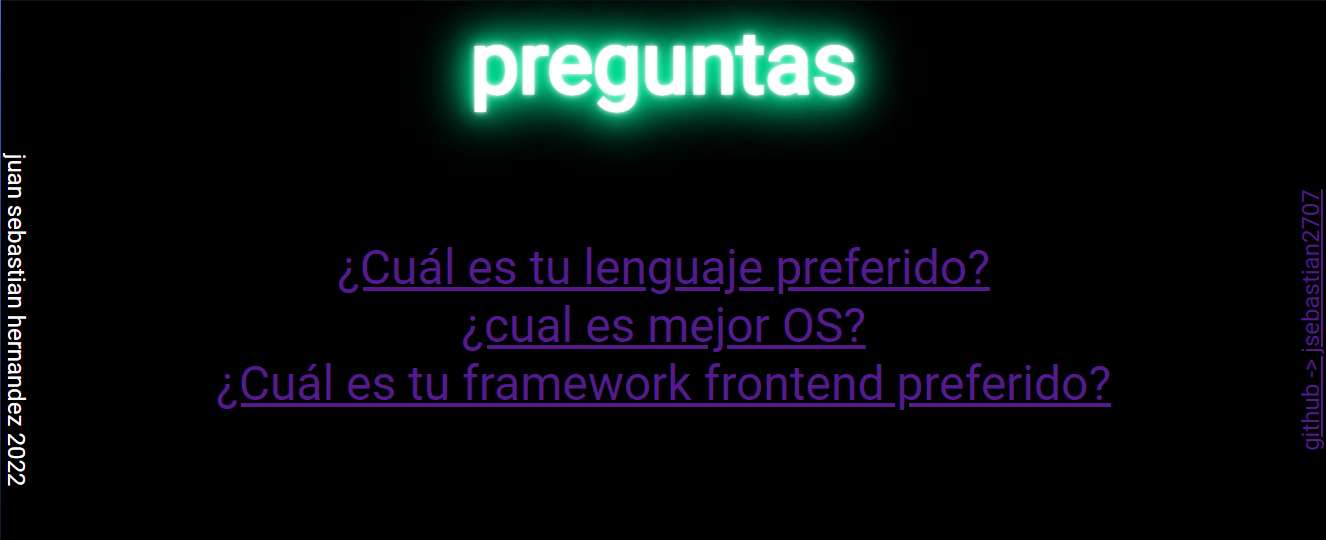 preguntas
juan sebastian hernandez 2022
¿Cuál es tu lenguaje preferido?
¿cual es mejor OS?
¿Cuál es tu framework frontend preferido?
github -> jsebastian2707